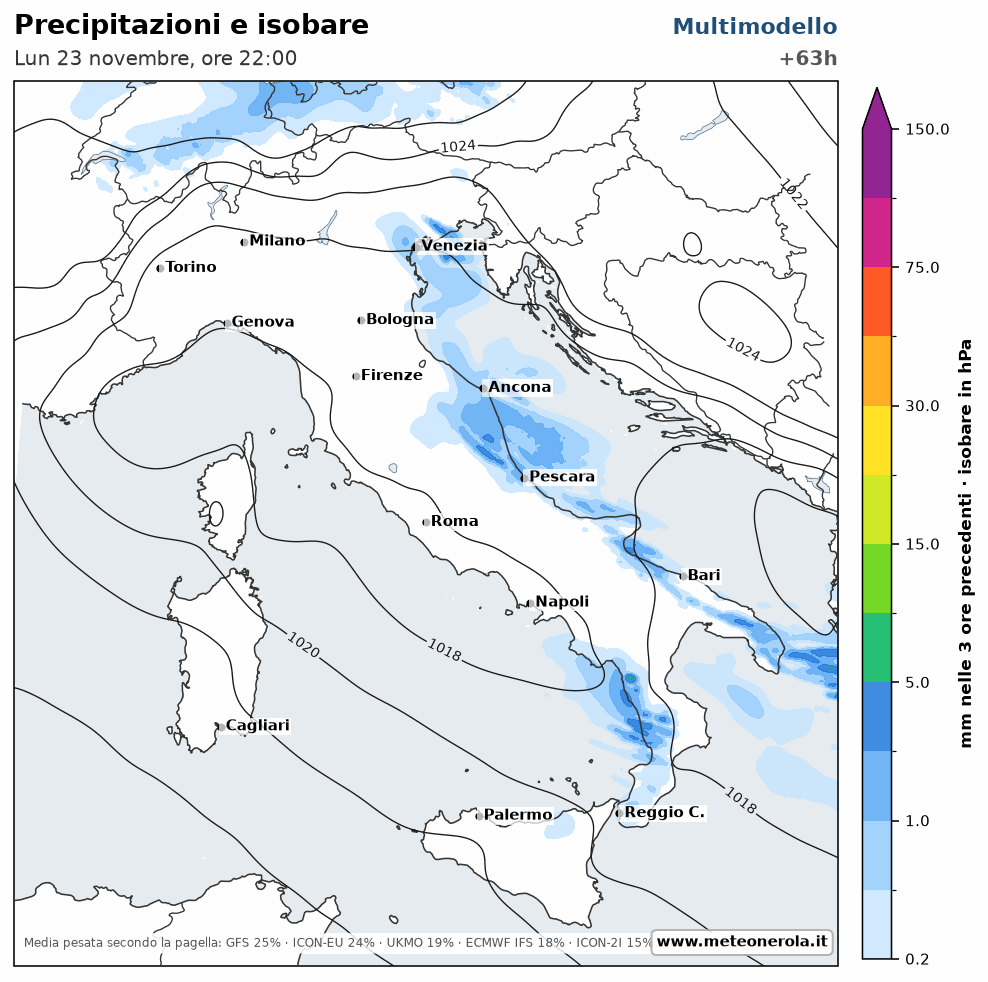 Precipitazioni e isobare
Multimodello
Lun 23 novembre, ore 22:00
+63h
1024
Milano
Venezia
Torino
Genova
Bologna
1024
Firenze
Ancona
Pescara
Roma
Bari
Napoli
1020
1018
Cagliari
1018
Palermo
Reggio C.
Media pesata secondo la pagella: GFS 25% · ICON-EU 24% · UKMO 19% · ECMWF IFS 18% · ICON-2I 15%
www.meteonerola.it
150.0
75.0
30.0
15.0
5.0
1.0
0.2
mm nelle 3 ore precedenti · isobare in hPa